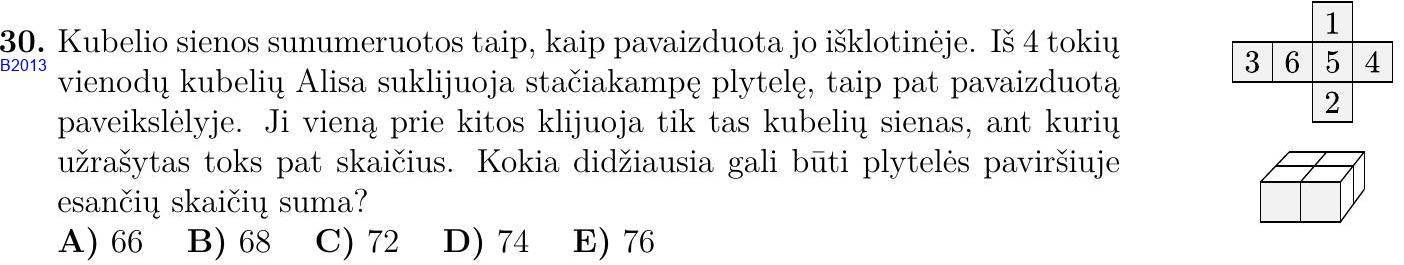 30. Kubelio sienos sunumeruotos taip, kaip pavaizduota jo išklotinėje. Iš 4 tokių
B2013
vienodų kubelių Alisa suklijuoja stačiakampę plytelę, taip pat pavaizduotą
paveikslėlyje. Ji vieną prie kitos klijuoja tik tas kubelių sienas, ant kurių
užrašytas toks pat skaičius. Kokia didžiausia gali būti plytelės paviršiuje
esančių skaičių suma?
A) 66 B) 68 C) 72 D) 74 E) 76
1
3 6 5 4
2